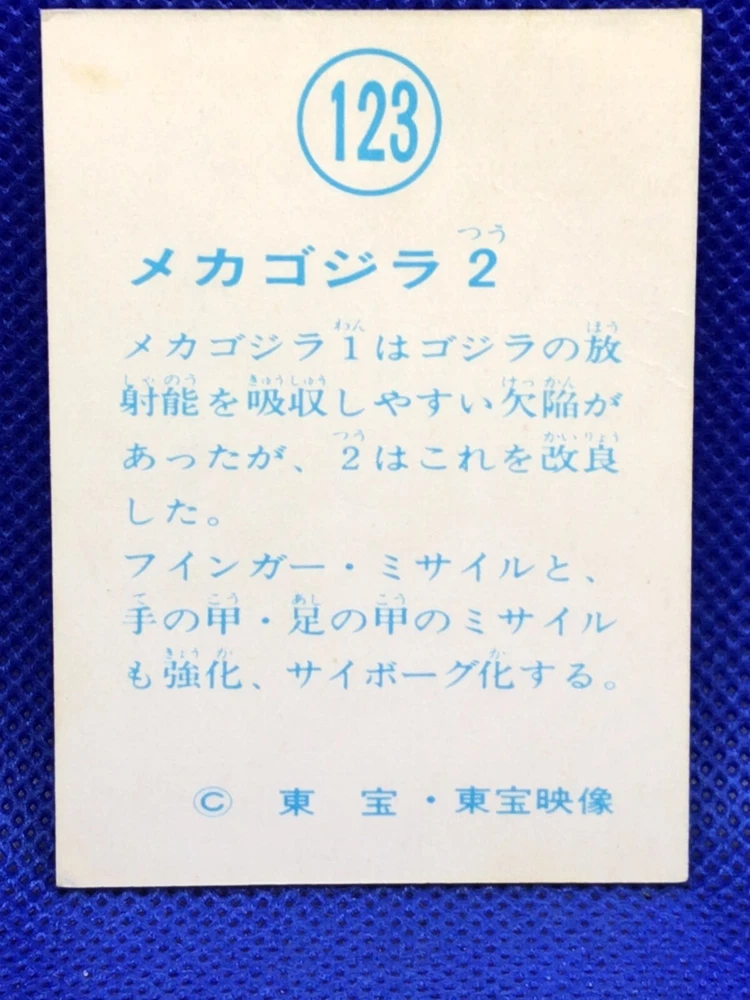 123
メカゴジラ2
メカゴジラ1はゴジラの放
射能を吸収しやすい欠陥が
あったが、2はこれを改良
した。
フインガー・ミサイルと、
手の甲・足の甲のミサイル
も強化、サイボーグ化する。
© 東 宝・東宝映像